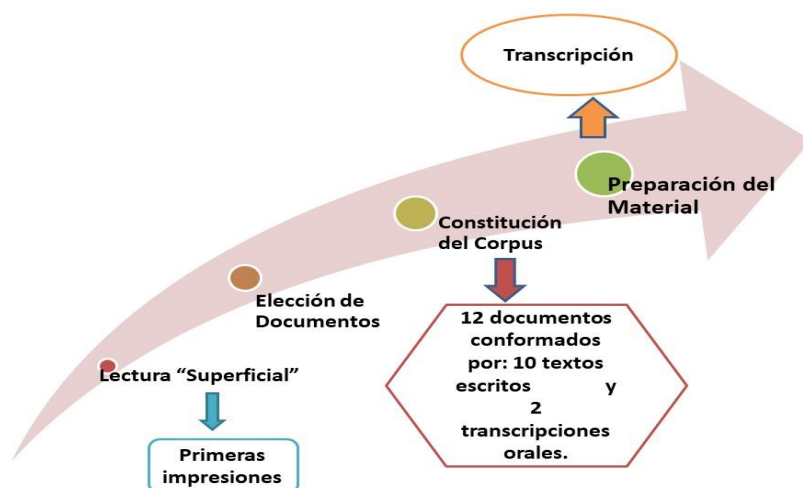 Transcripción
Preparación del
Material
Constitución
del Corpus
Elección de
Documentos
Lectura “Superficial”
Primeras
impresiones
12 documentos
conformados
por: 10 textos
escritos y
2
transcripciones
orales.